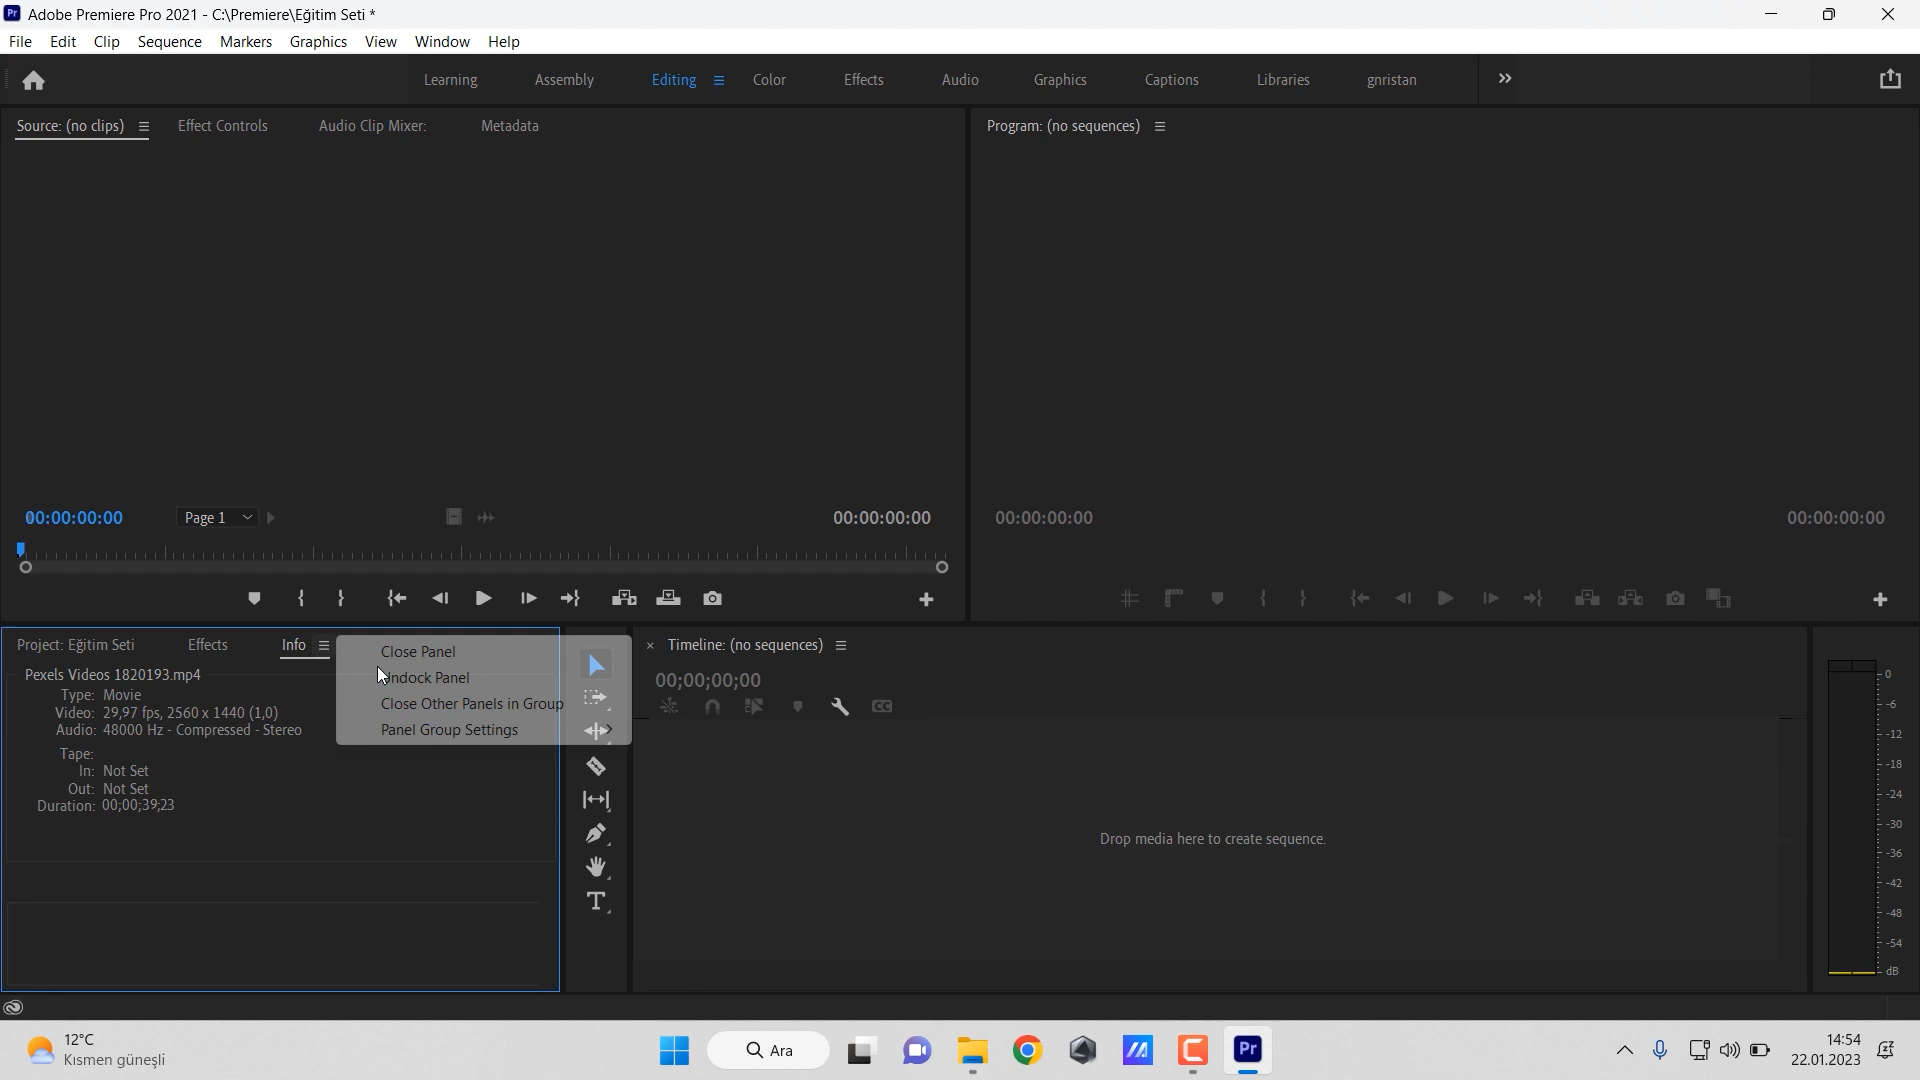 Adobe Premiere Pro 2021 - C:\Premiere\Eğitim Seti *
File Edit Clip Sequence Markers Graphics View Window Help
Learning Assembly Editing Color Effects Audio Graphics Captions Libraries gnristan
Source: (no clips) Effect Controls Audio Clip Mixer: Metadata
Program: (no sequences)
00:00:00:00 Page 1 00:00:00:00
00:00:00:00 00:00:00:00
Project: Eğitim Seti Effects Info
Close Panel
Undock Panel
Close Other Panels in Group
Panel Group Settings
Pexels Videos 1820193.mp4
Type: Movie
Video: 29,97 fps, 2560 x 1440 (1,0)
Audio: 48000 Hz - Compressed - Stereo
Tape:
In: Not Set
Out: Not Set
Duration: 00;00;39;23
Timeline: (no sequences)
00;00;00;00
CC
Drop media here to create sequence.
0
-6
-12
-18
-24
-30
-36
-42
-48
-54
dB
12°C
Kısmen güneşli
Ara
Pr
14:54
22.01.2023